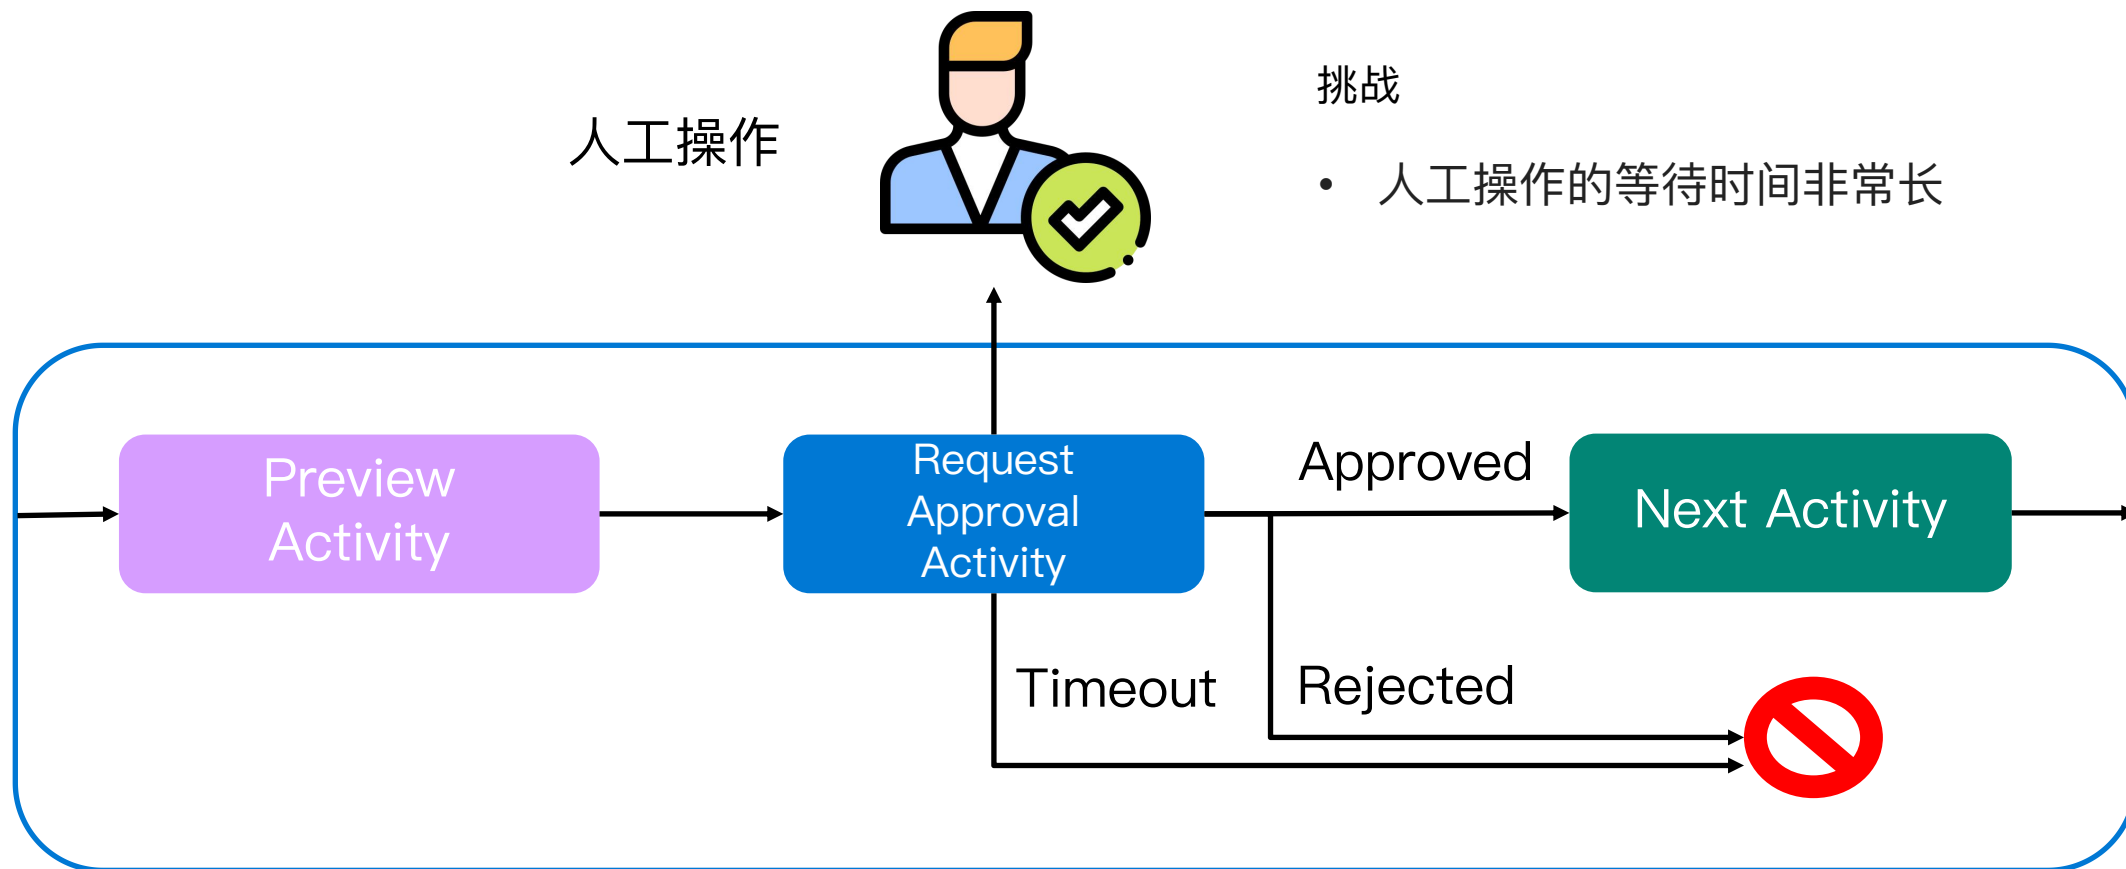 人工操作
挑战
• 人工操作的等待时间非常长
Preview
Activity
Request
Approval
Activity
Approved
Next Activity
Timeout
Rejected